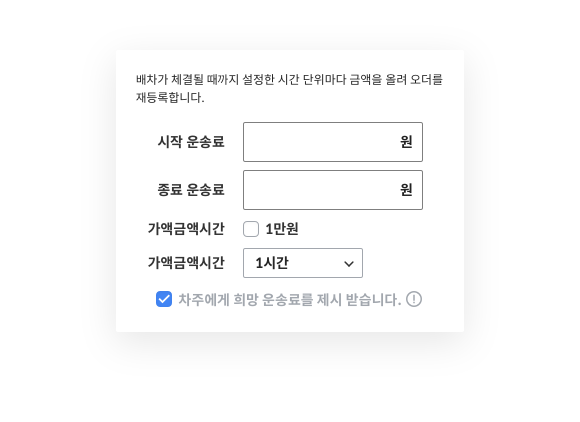 배차가 체결될 때까지 설정한 시간 단위마다 금액을 올려 오더를
재등록합니다.
시작 운송료 원
종료 운송료 원
가액금액시간 1만원
가액금액시간 1시간
차주에게 희망 운송료를 제시 받습니다.